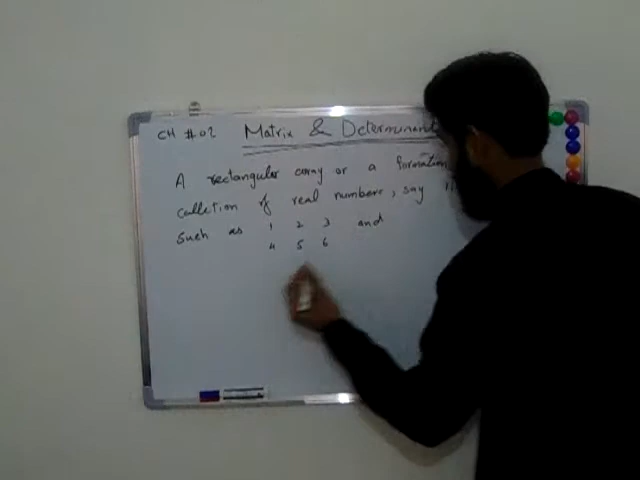 CH #02 Matrix & Determinant
A rectangular array or a formation
colletion of real numbers, say
Such as 1 2 3 and
4 5 6